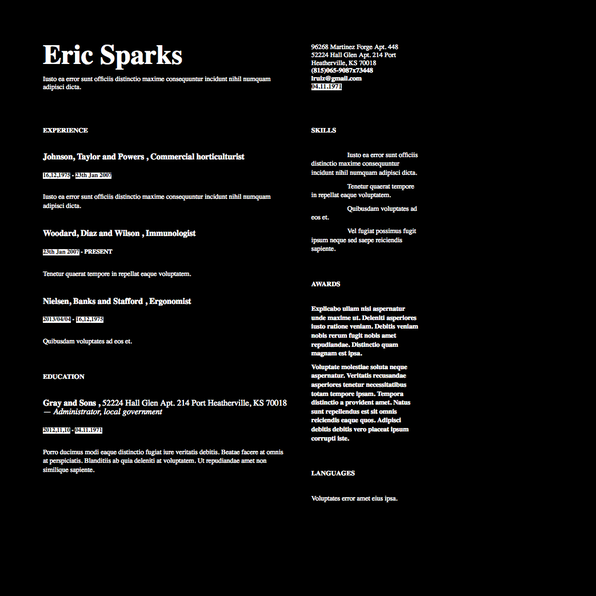 Eric Sparks
Iusto ea error sunt officiis distinctio maxime consequuntur incidunt nihil numquam
adipisci dicta.
96268 Martinez Forge Apt. 448
52224 Hall Glen Apt. 214 Port
Heatherville, KS 70018
(815)065-9087x73448
lruiz@gmail.com
04.11.1971
EXPERIENCE
Johnson, Taylor and Powers , Commercial horticulturist
16.12.1975 - 23th Jan 2007
Iusto ea error sunt officiis distinctio maxime consequuntur incidunt nihil numquam
adipisci dicta.
Woodard, Diaz and Wilson , Immunologist
23th Jan 2007 - PRESENT
Tenetur quaerat tempore in repellat eaque voluptatem.
Nielsen, Banks and Stafford , Ergonomist
2013/04/04 - 16.12.1975
Quibusdam voluptates ad eos et.
EDUCATION
Gray and Sons , 52224 Hall Glen Apt. 214 Port Heatherville, KS 70018
— Administrator, local government
2012.11.10 - 04.11.1971
Porro ducimus modi eaque distinctio fugiat iure veritatis debitis. Beatae facere at omnis
at perspiciatis. Blanditiis ab quia deleniti at voluptatem. Ut repudiandae amet non
similique sapiente.
SKILLS
Iusto ea error sunt officiis
distinctio maxime consequuntur
incidunt nihil numquam adipisci dicta.
Tenetur quaerat tempore
in repellat eaque voluptatem.
Quibusdam voluptates ad
eos et.
Vel fugiat possimus fugit
ipsum neque sed saepe reiciendis
sapiente.
AWARDS
Explicabo ullam nisi aspernatur
unde maxime ut. Deleniti asperiores
iusto ratione veniam. Debitis veniam
nobis rerum fugit nobis amet
repudiandae. Distinctio quam
magnam est ipsa.
Voluptate molestiae soluta neque
aspernatur. Veritatis recusandae
asperiores tenetur necessitatibus
totam tempore ipsam. Tempora
distinctio a provident amet. Natus
sunt repellendus est sit omnis
reiciendis eaque quos. Adipisci
debitis debitis vero placeat ipsum
corrupti iste.
LANGUAGES
Voluptates error amet eius ipsa.